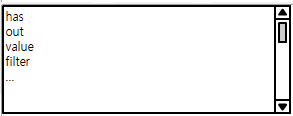 has
out
value
filter
...